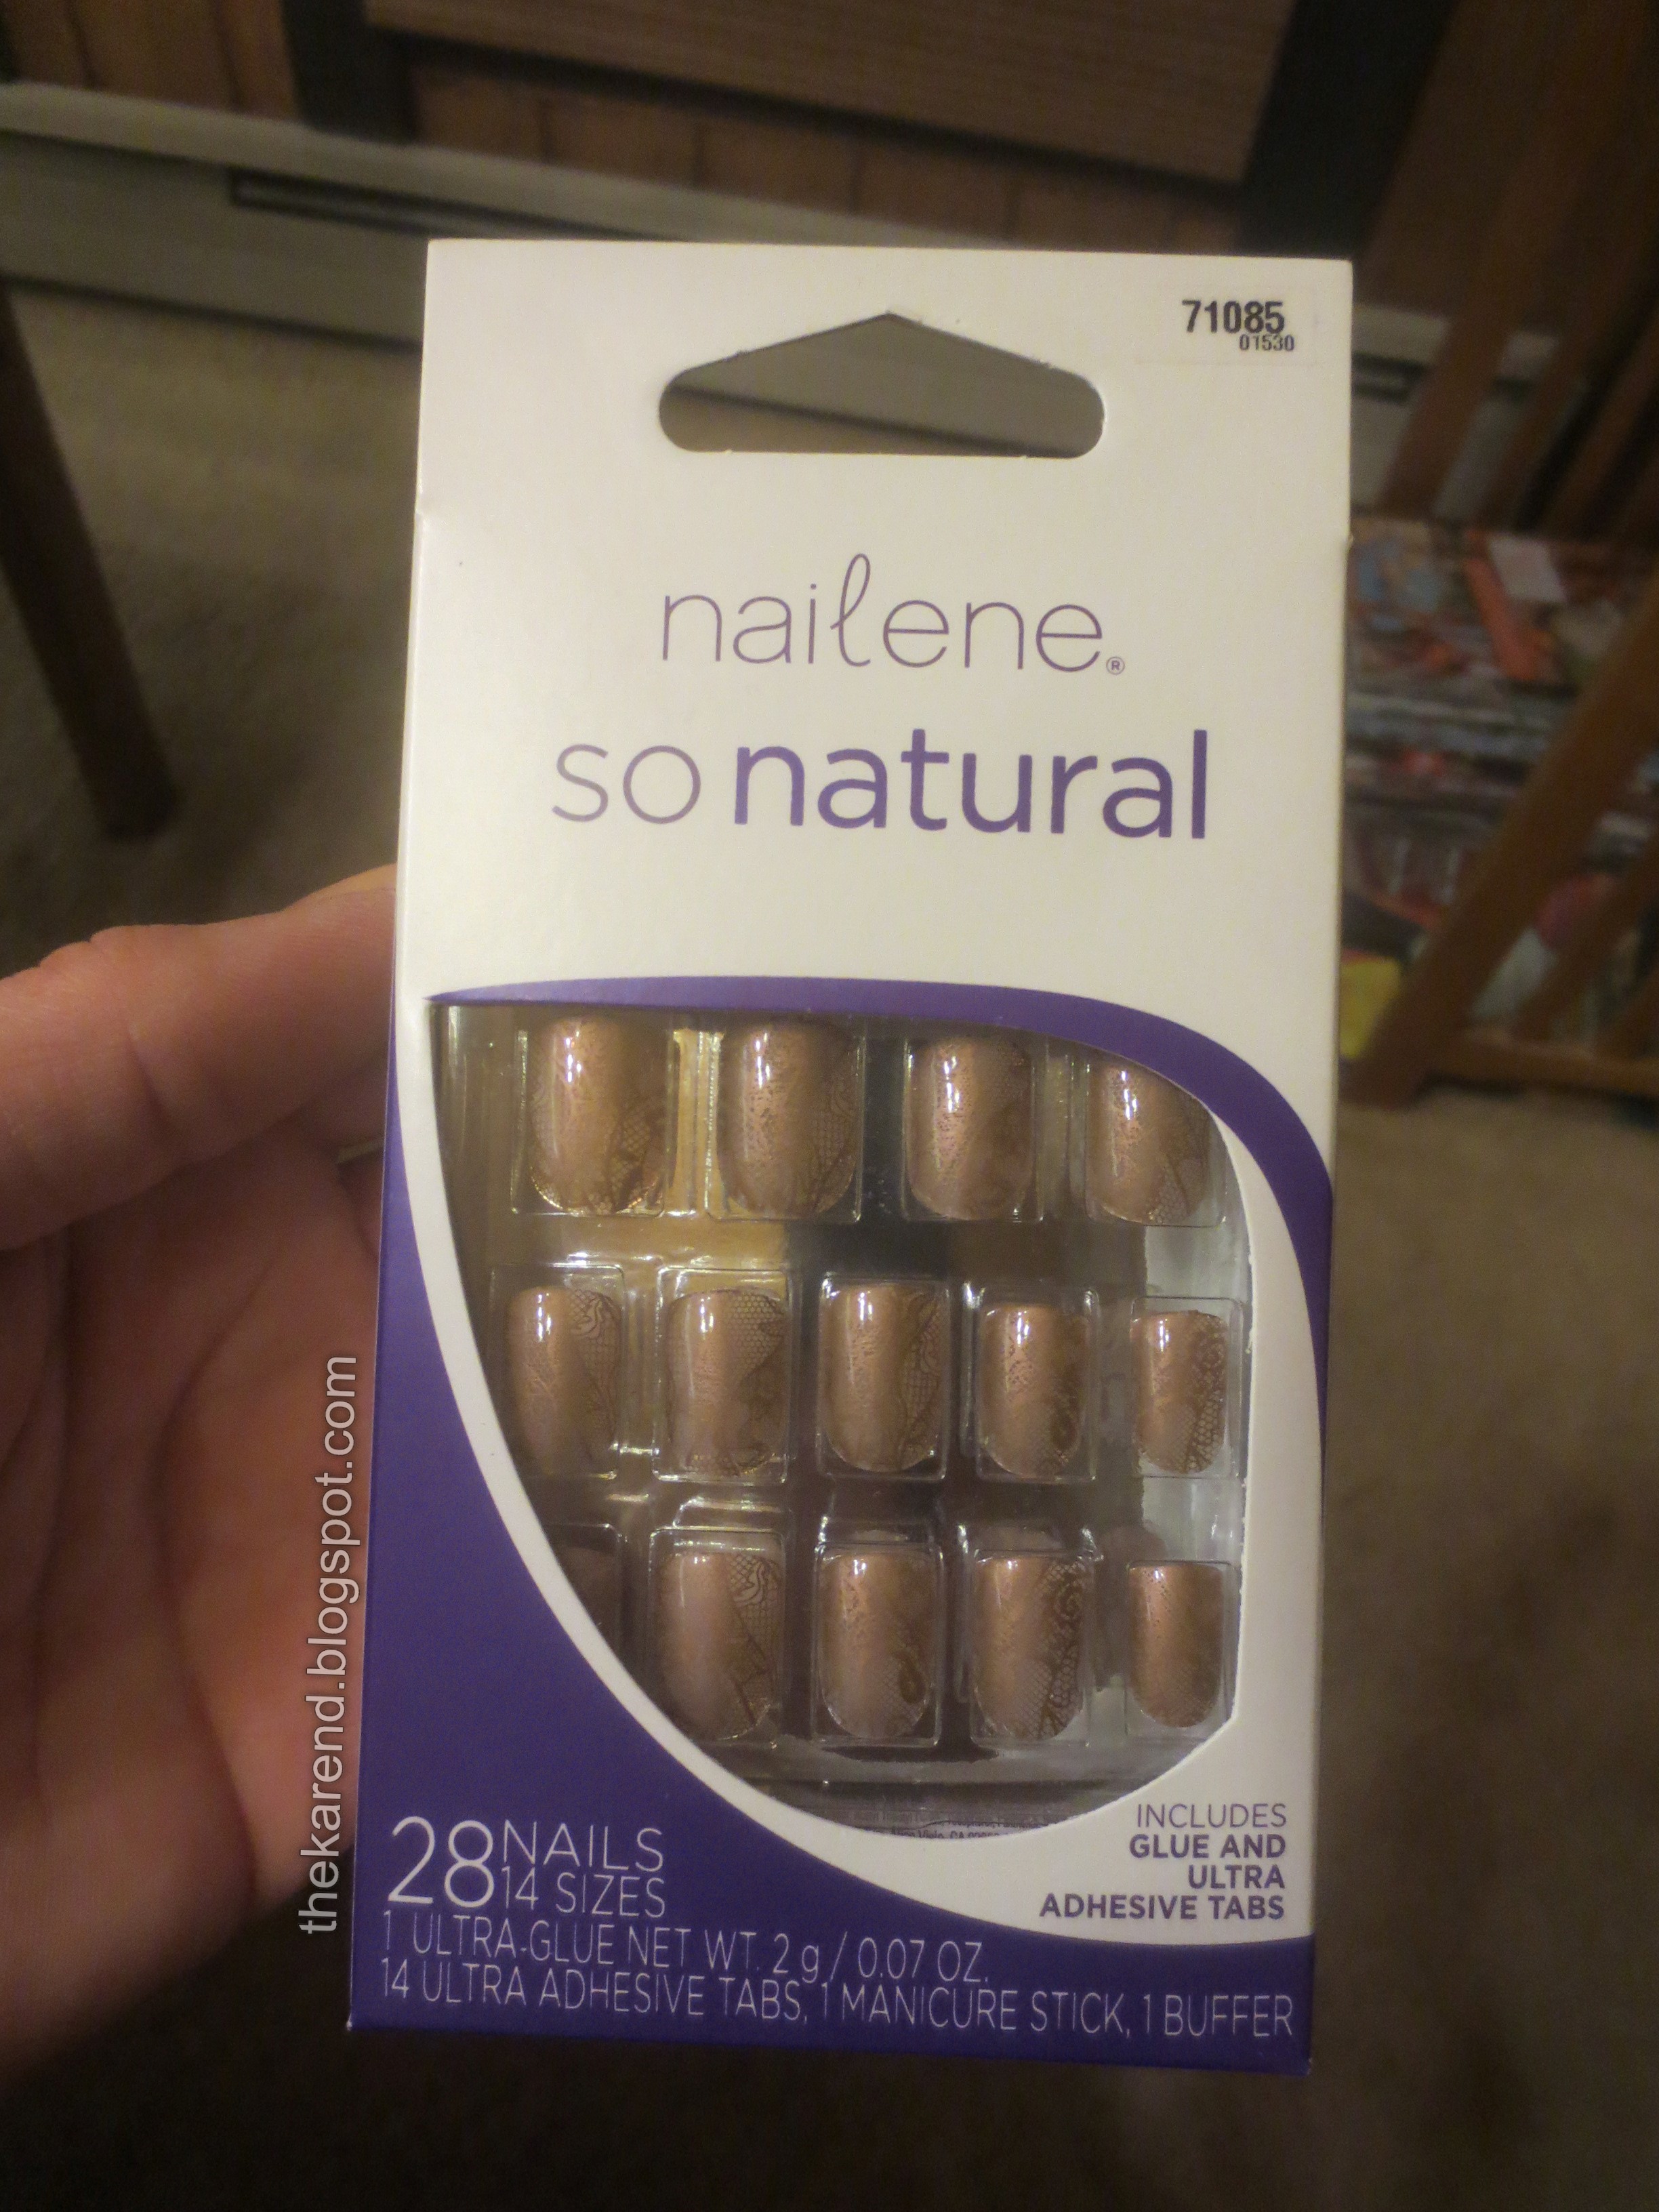 71085
01530
nailene®
so natural
INCLUDES
GLUE AND
ULTRA
ADHESIVE TABS
28 NAILS
14 SIZES
1 ULTRA-GLUE NET WT. 2 g / 0.07 OZ.
14 ULTRA ADHESIVE TABS, 1 MANICURE STICK, 1 BUFFER
thekarend.blogspot.com